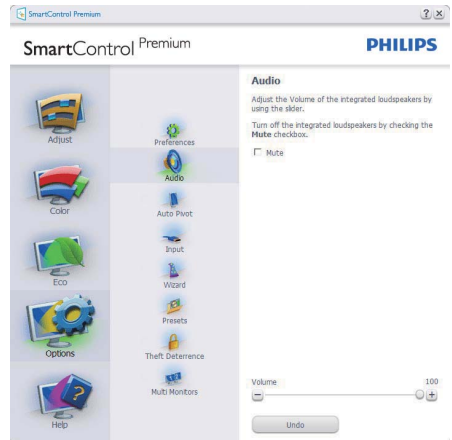 SmartControl Premium
SmartControl Premium
PHILIPS
Adjust
Color
Eco
Options
Help
Preferences
Audio
Auto Pivot
Input
Wizard
Presets
Theft Deterrence
Multi Monitors
Audio
Adjust the Volume of the integrated loudspeakers by
using the slider.
Turn off the integrated loudspeakers by checking the
Mute checkbox.
Mute
Volume 100
Undo